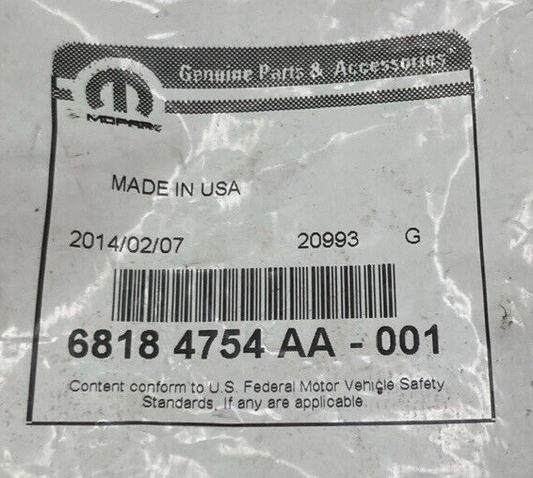 Genuine Parts & Accessories
MOPAR
MADE IN USA
2014/02/07 20993 G
6818 4754 AA - 001
Content conform to U.S. Federal Motor Vehicle Safety
Standards, If any are applicable.